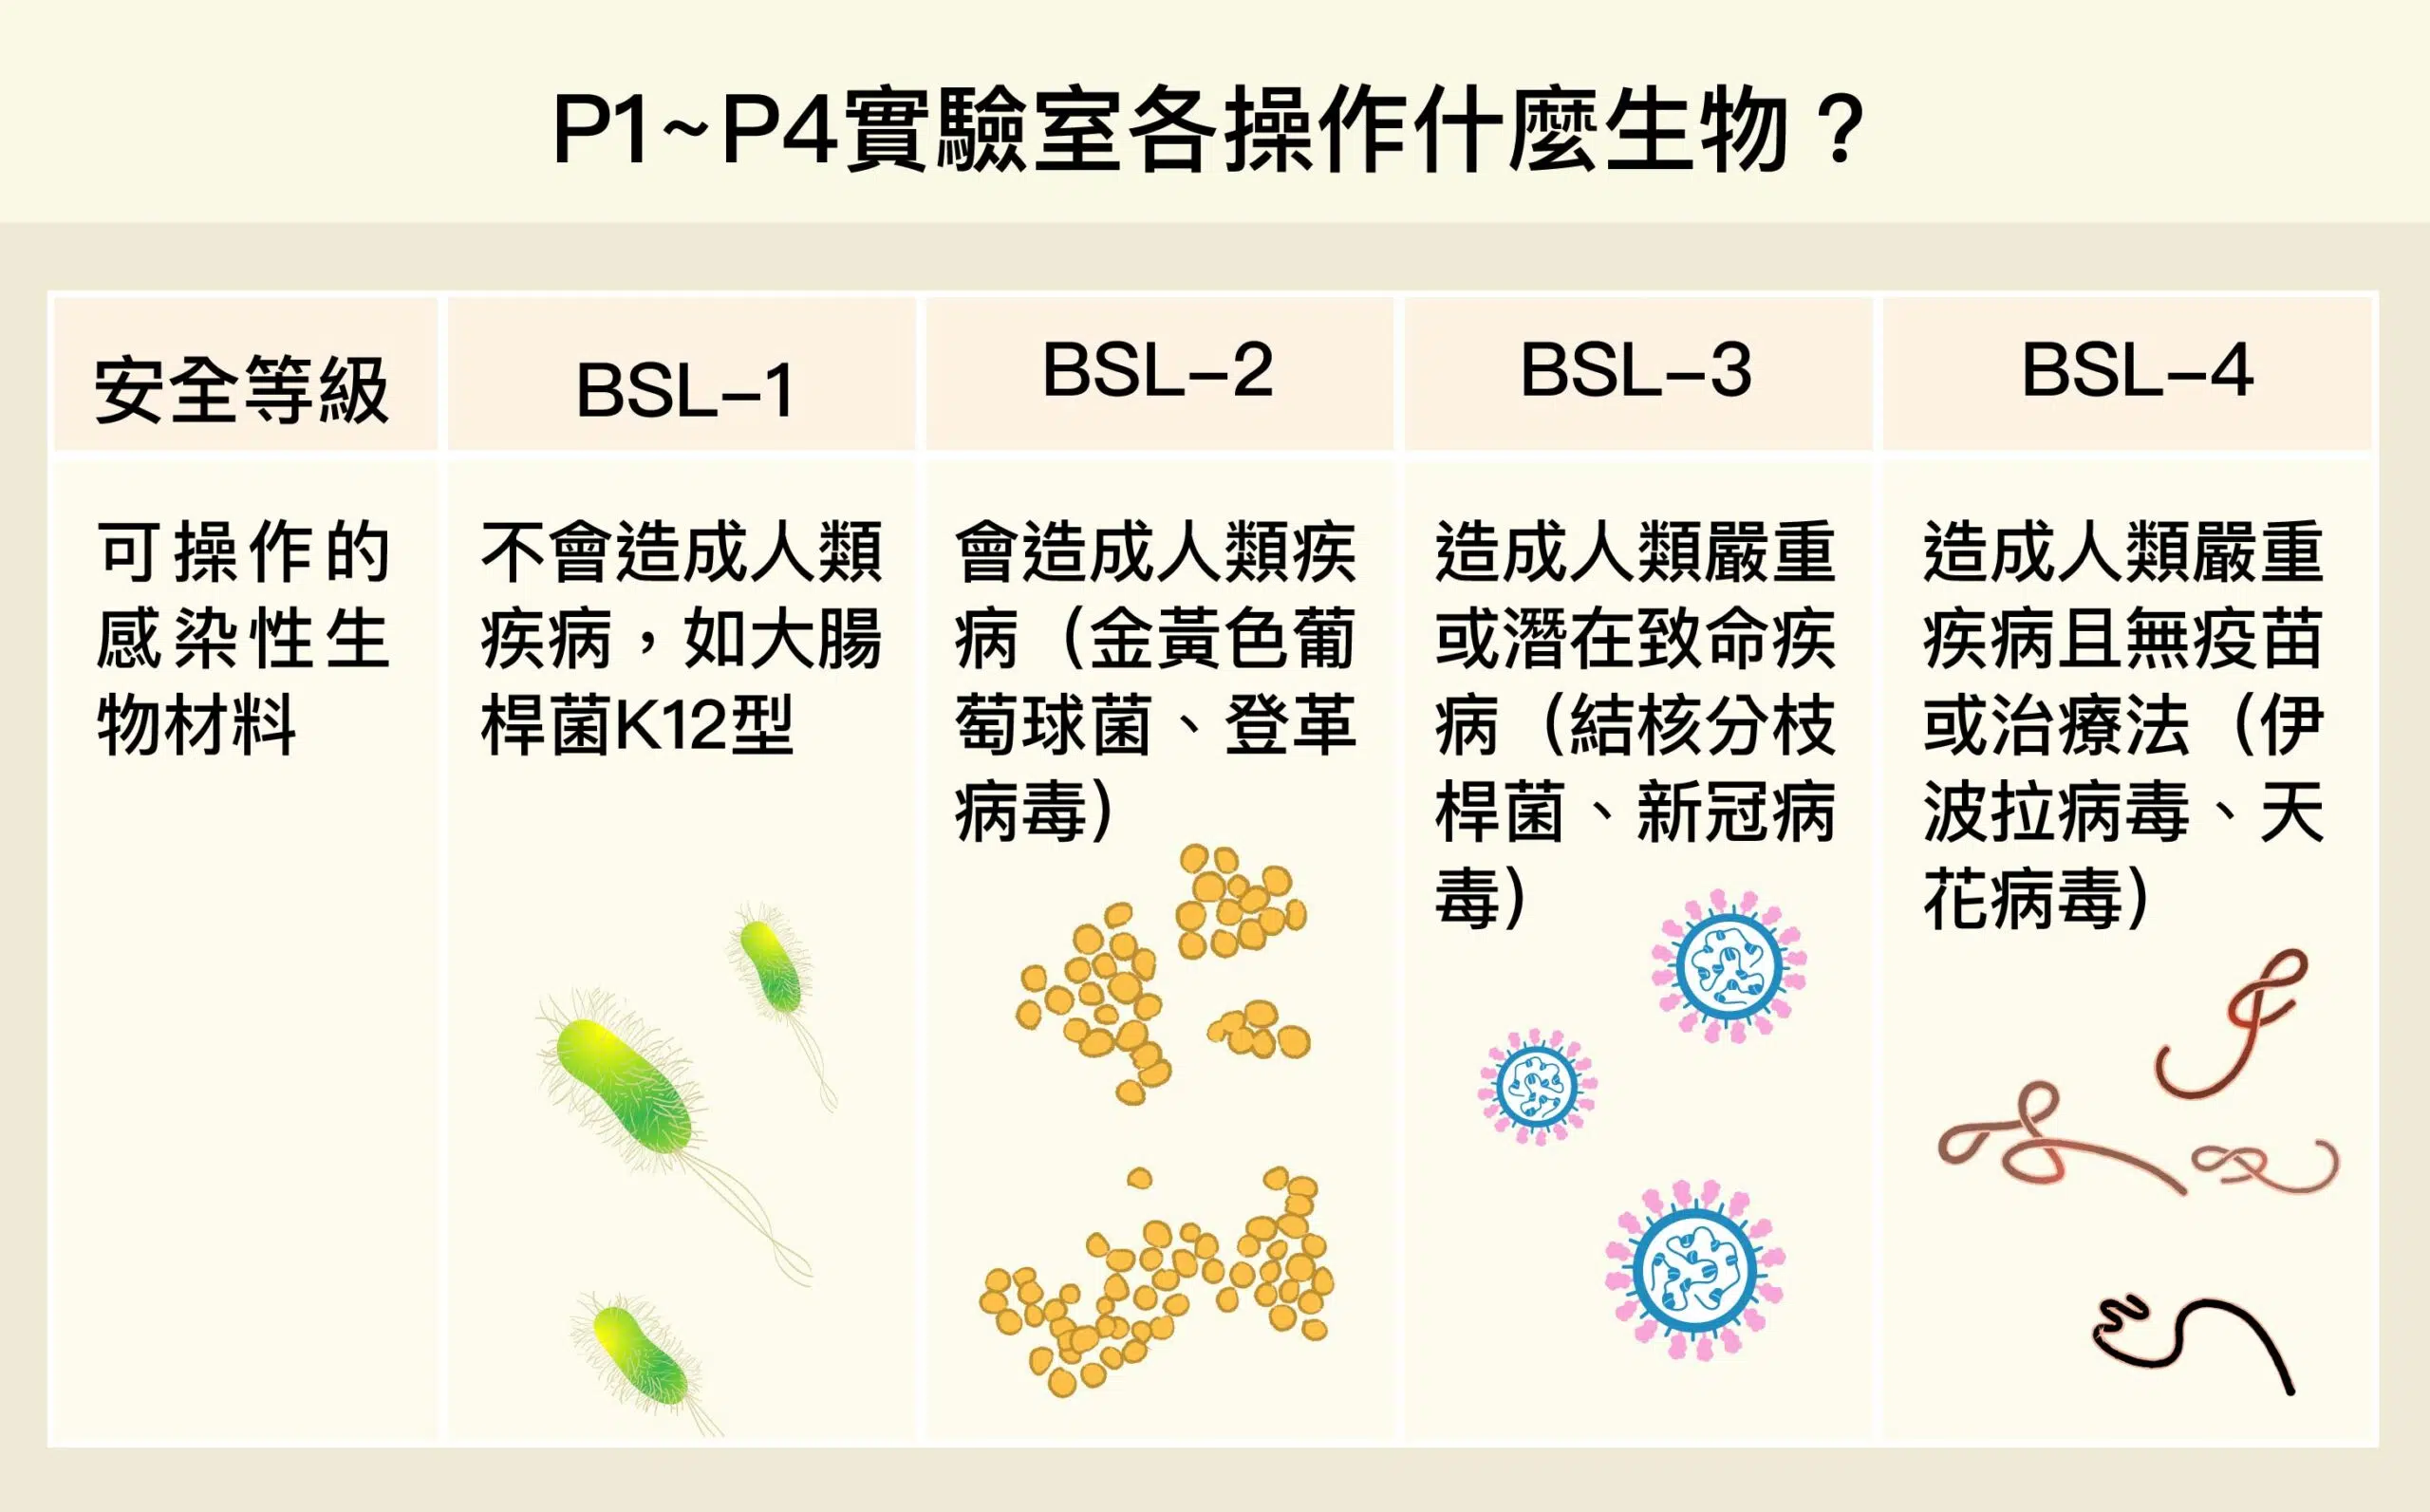 P1~P4實驗室各操作什麼生物？
安全等級
BSL-1
BSL-2
BSL-3
BSL-4
可操作的
感染性生
物材料
不會造成人類
疾病，如大腸
桿菌K12型
會造成人類疾
病（金黃色葡
萄球菌、登革
病毒）
造成人類嚴重
或潛在致命疾
病（結核分枝
桿菌、新冠病
毒）
造成人類嚴重
疾病且無疫苗
或治療法（伊
波拉病毒、天
花病毒）